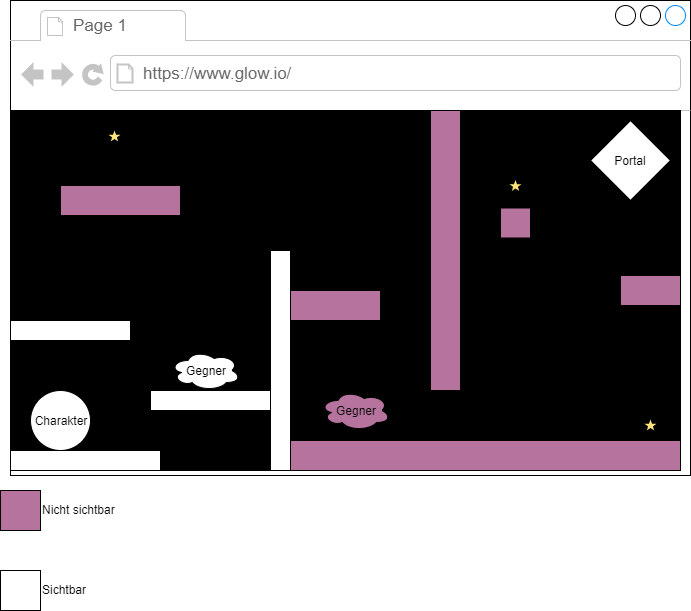 Page 1
https://www.glow.io/
Portal
Gegner
Gegner
Charakter
Nicht sichtbar
Sichtbar